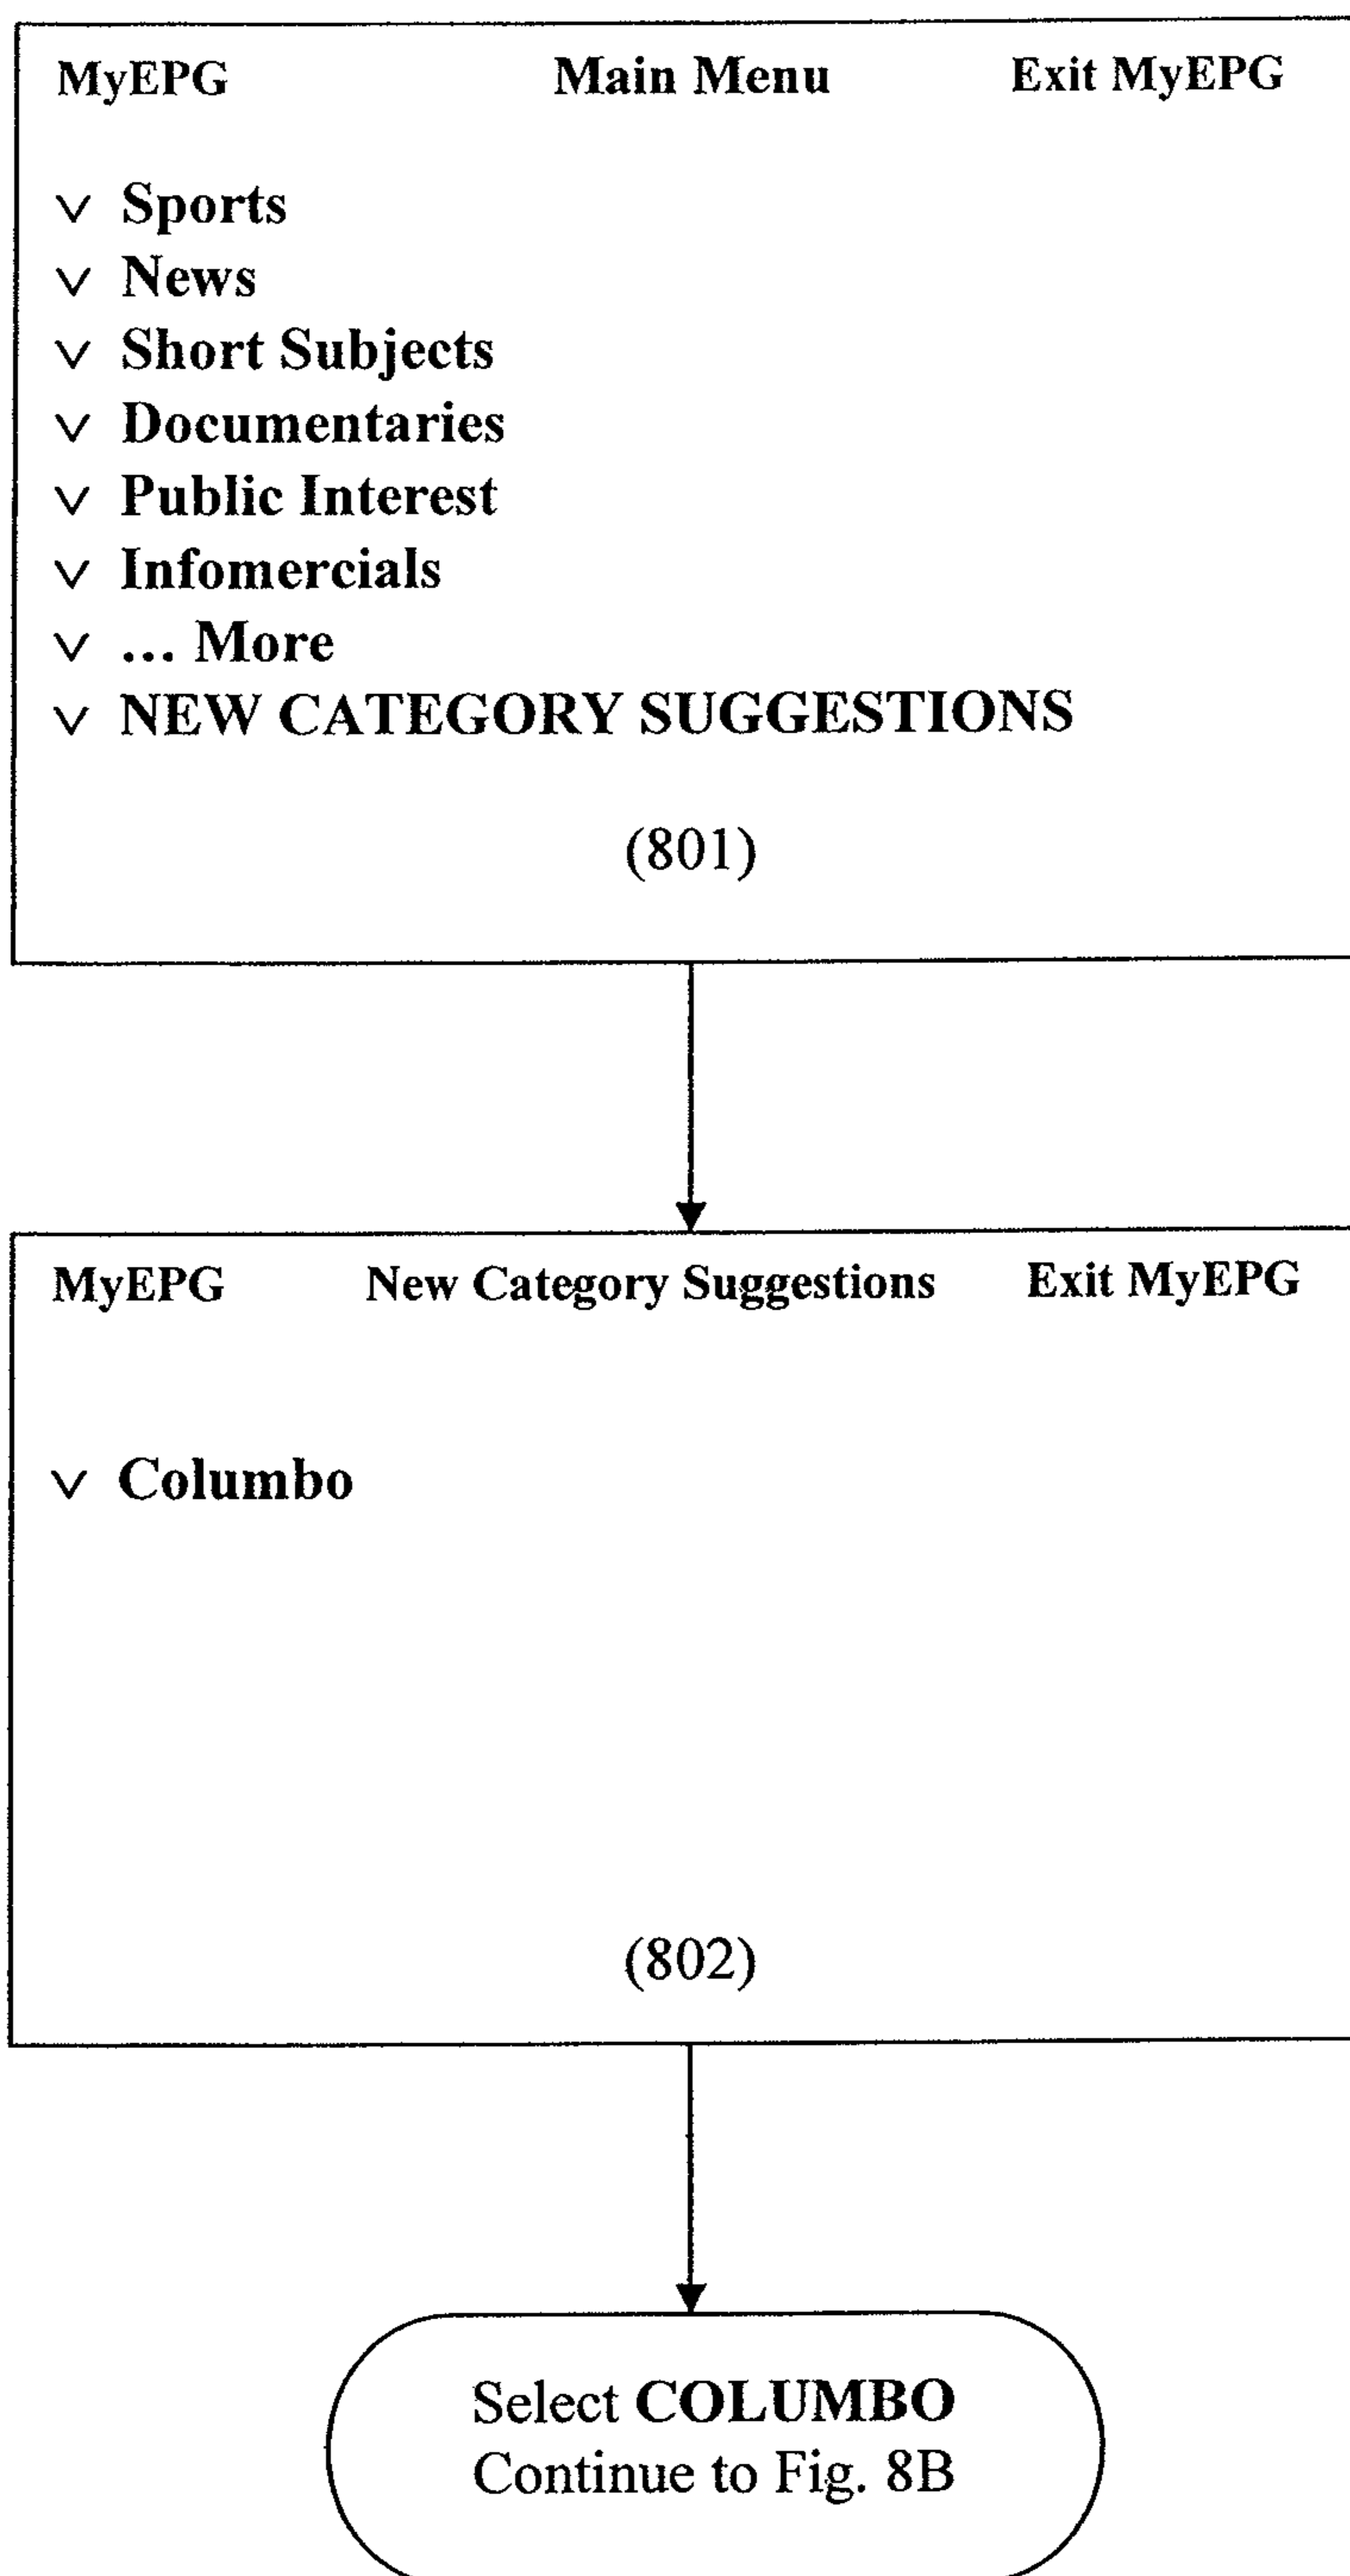 MyEPG Main Menu Exit MyEPG
v Sports
v News
v Short Subjects
v Documentaries
v Public Interest
v Infomercials
v ... More
v NEW CATEGORY SUGGESTIONS
(801)
MyEPG New Category Suggestions Exit MyEPG
v Columbo
(802)
Select COLUMBO
Continue to Fig. 8B